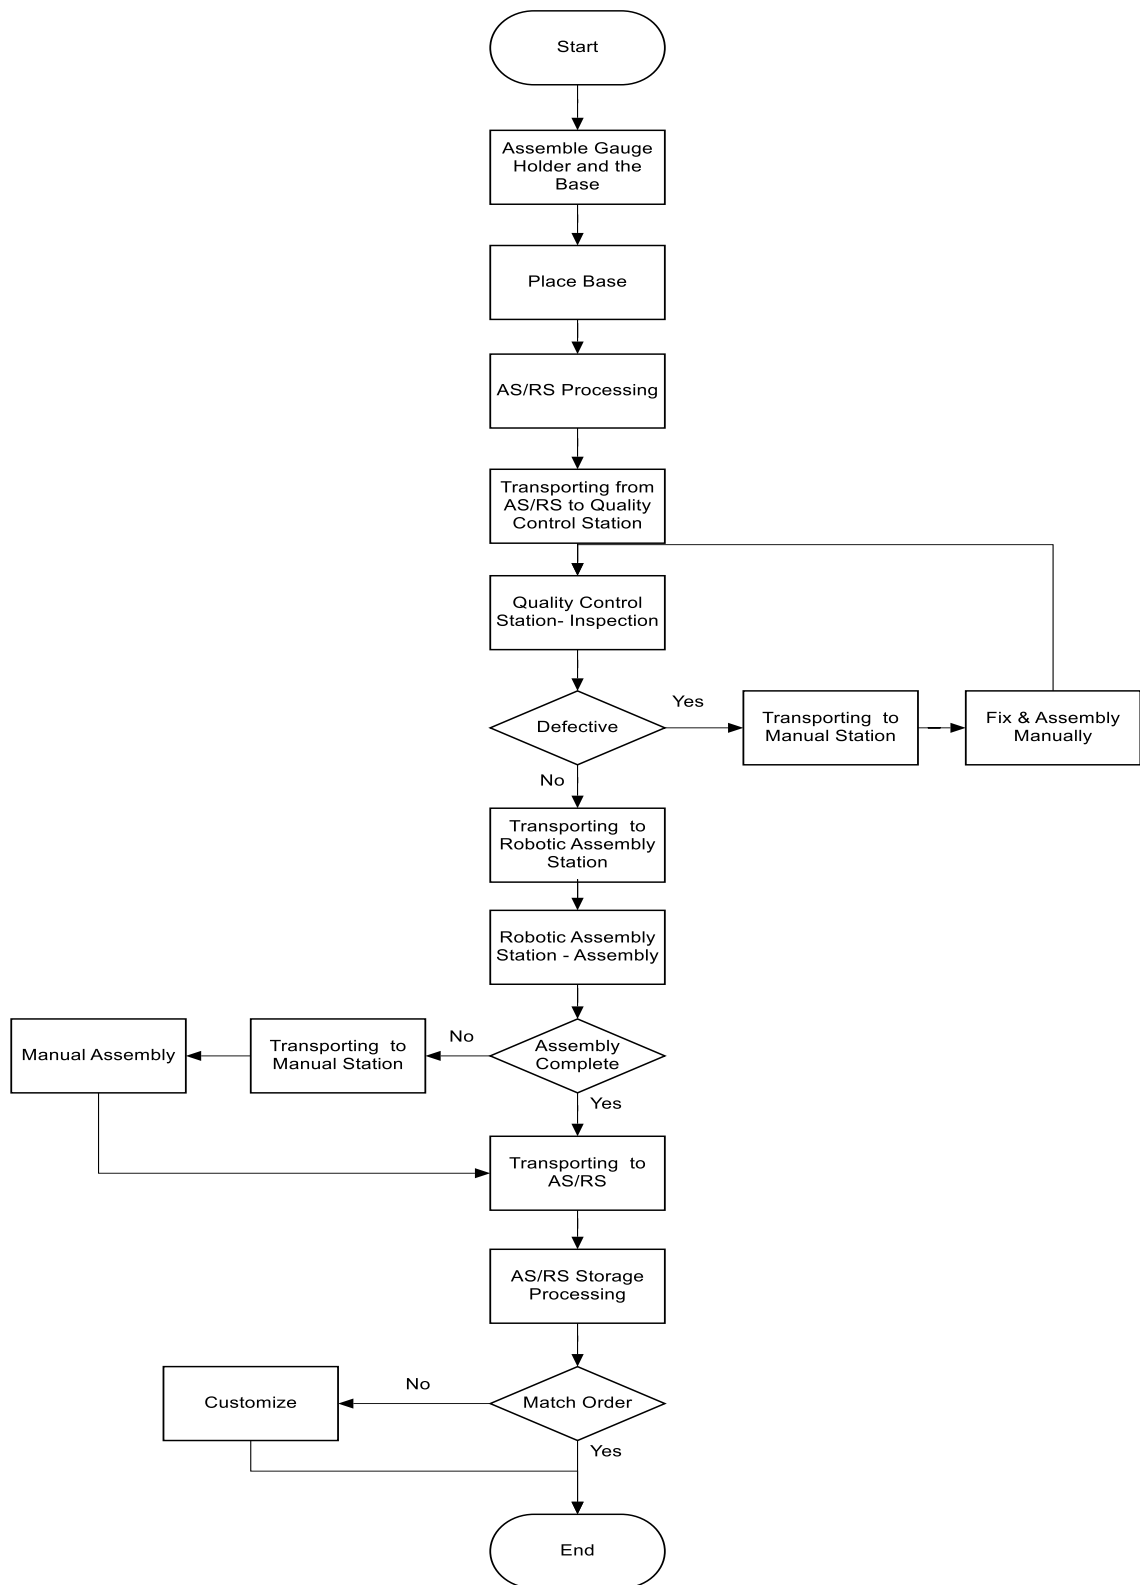 Start
Assemble Gauge
Holder and the
Base
Place Base
AS/RS Processing
Transporting from
AS/RS to Quality
Control Station
Quality Control
Station- Inspection
Defective
Yes
Transporting  to
Manual Station
Fix & Assembly
Manually
No
Transporting  to
Robotic Assembly
Station
Robotic Assembly
Station - Assembly
Assembly
Complete
No
Transporting  to
Manual Station
Manual Assembly
Yes
Transporting  to
AS/RS
AS/RS Storage
Processing
Match Order
No
Customize
Yes
End